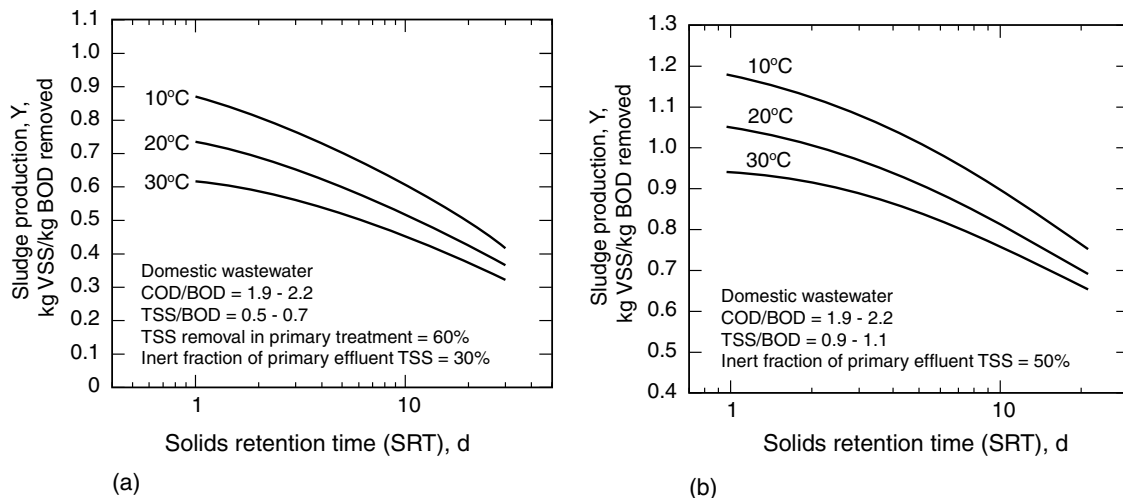 1.1
1.0
0.9
0.8
0.7
0.6
0.5
0.4
0.3
0
Sludge production, Y,
kg VSS/kg BOD removed
10°C
20°C
30°C
Domestic wastewater
COD/BOD = 1.9 - 2.2
TSS/BOD = 0.5 - 0.7
TSS removal in primary treatment = 60%
Inert fraction of primary effluent TSS = 30%
1
10
Solids retention time (SRT), d
(a)
1.3
1.2
1.1
1.0
0.9
0.8
0.7
0.6
0.5
0.4
Sludge production, Y,
kg VSS/kg BOD removed
10°C
20°C
30°C
Domestic wastewater
COD/BOD = 1.9 - 2.2
TSS/BOD = 0.9 - 1.1
Inert fraction of primary effluent TSS = 50%
1
10
Solids retention time (SRT), d
(b)